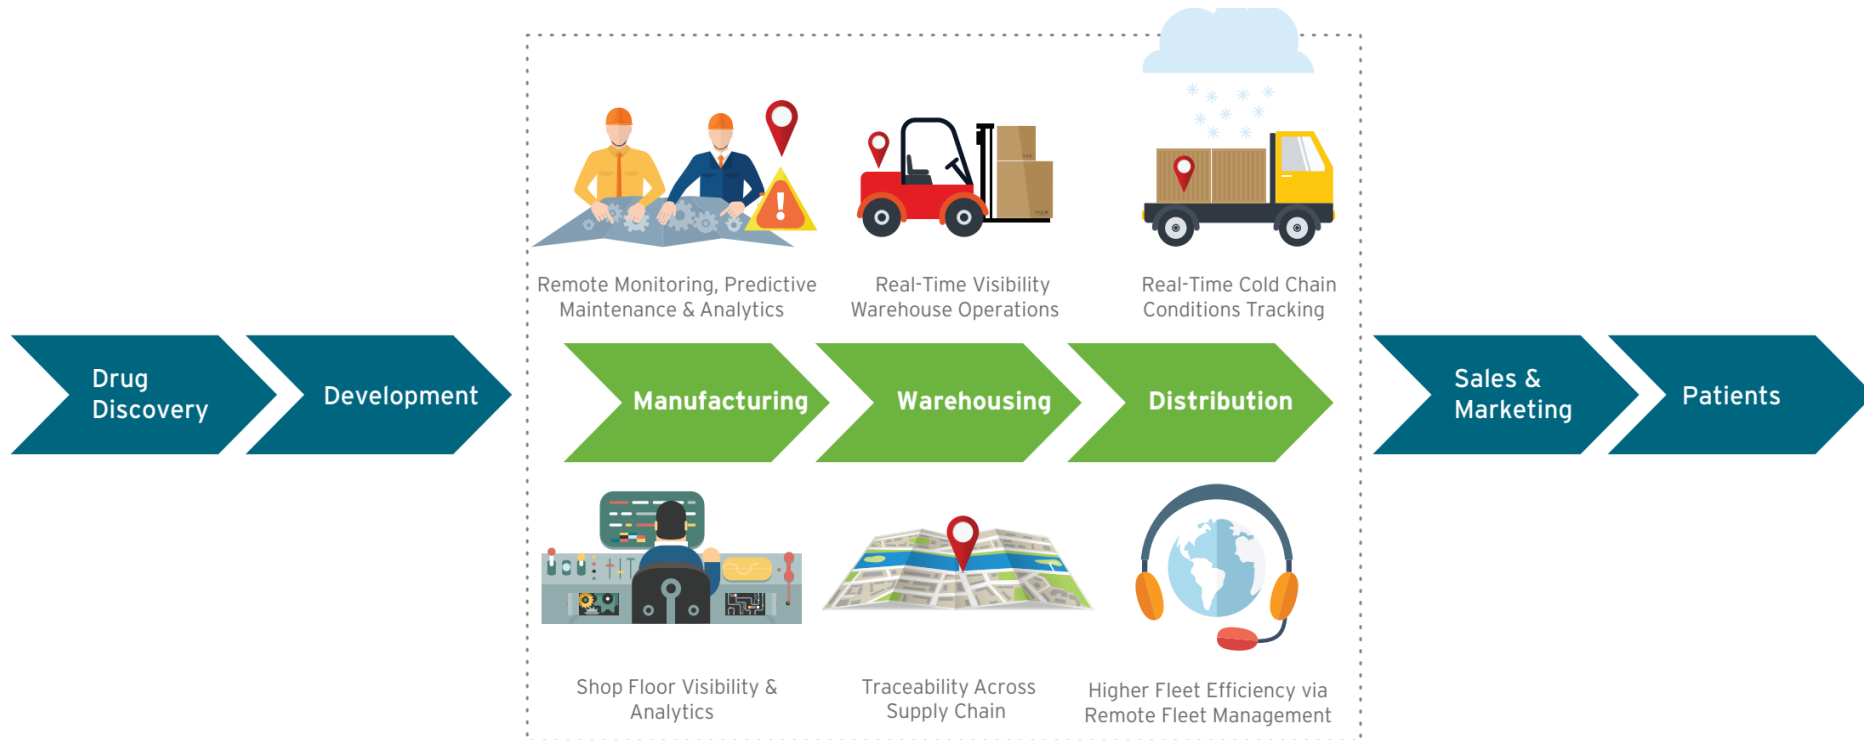 Remote Monitoring, Predictive
Maintenance & Analytics
Real-Time Visibility
Warehouse Operations
Real-Time Cold Chain
Conditions Tracking
Drug
Discovery
Development
Manufacturing
Warehousing
Distribution
Sales &
Marketing
Patients
Shop Floor Visibility &
Analytics
Traceability Across
Supply Chain
Higher Fleet Efficiency via
Remote Fleet Management